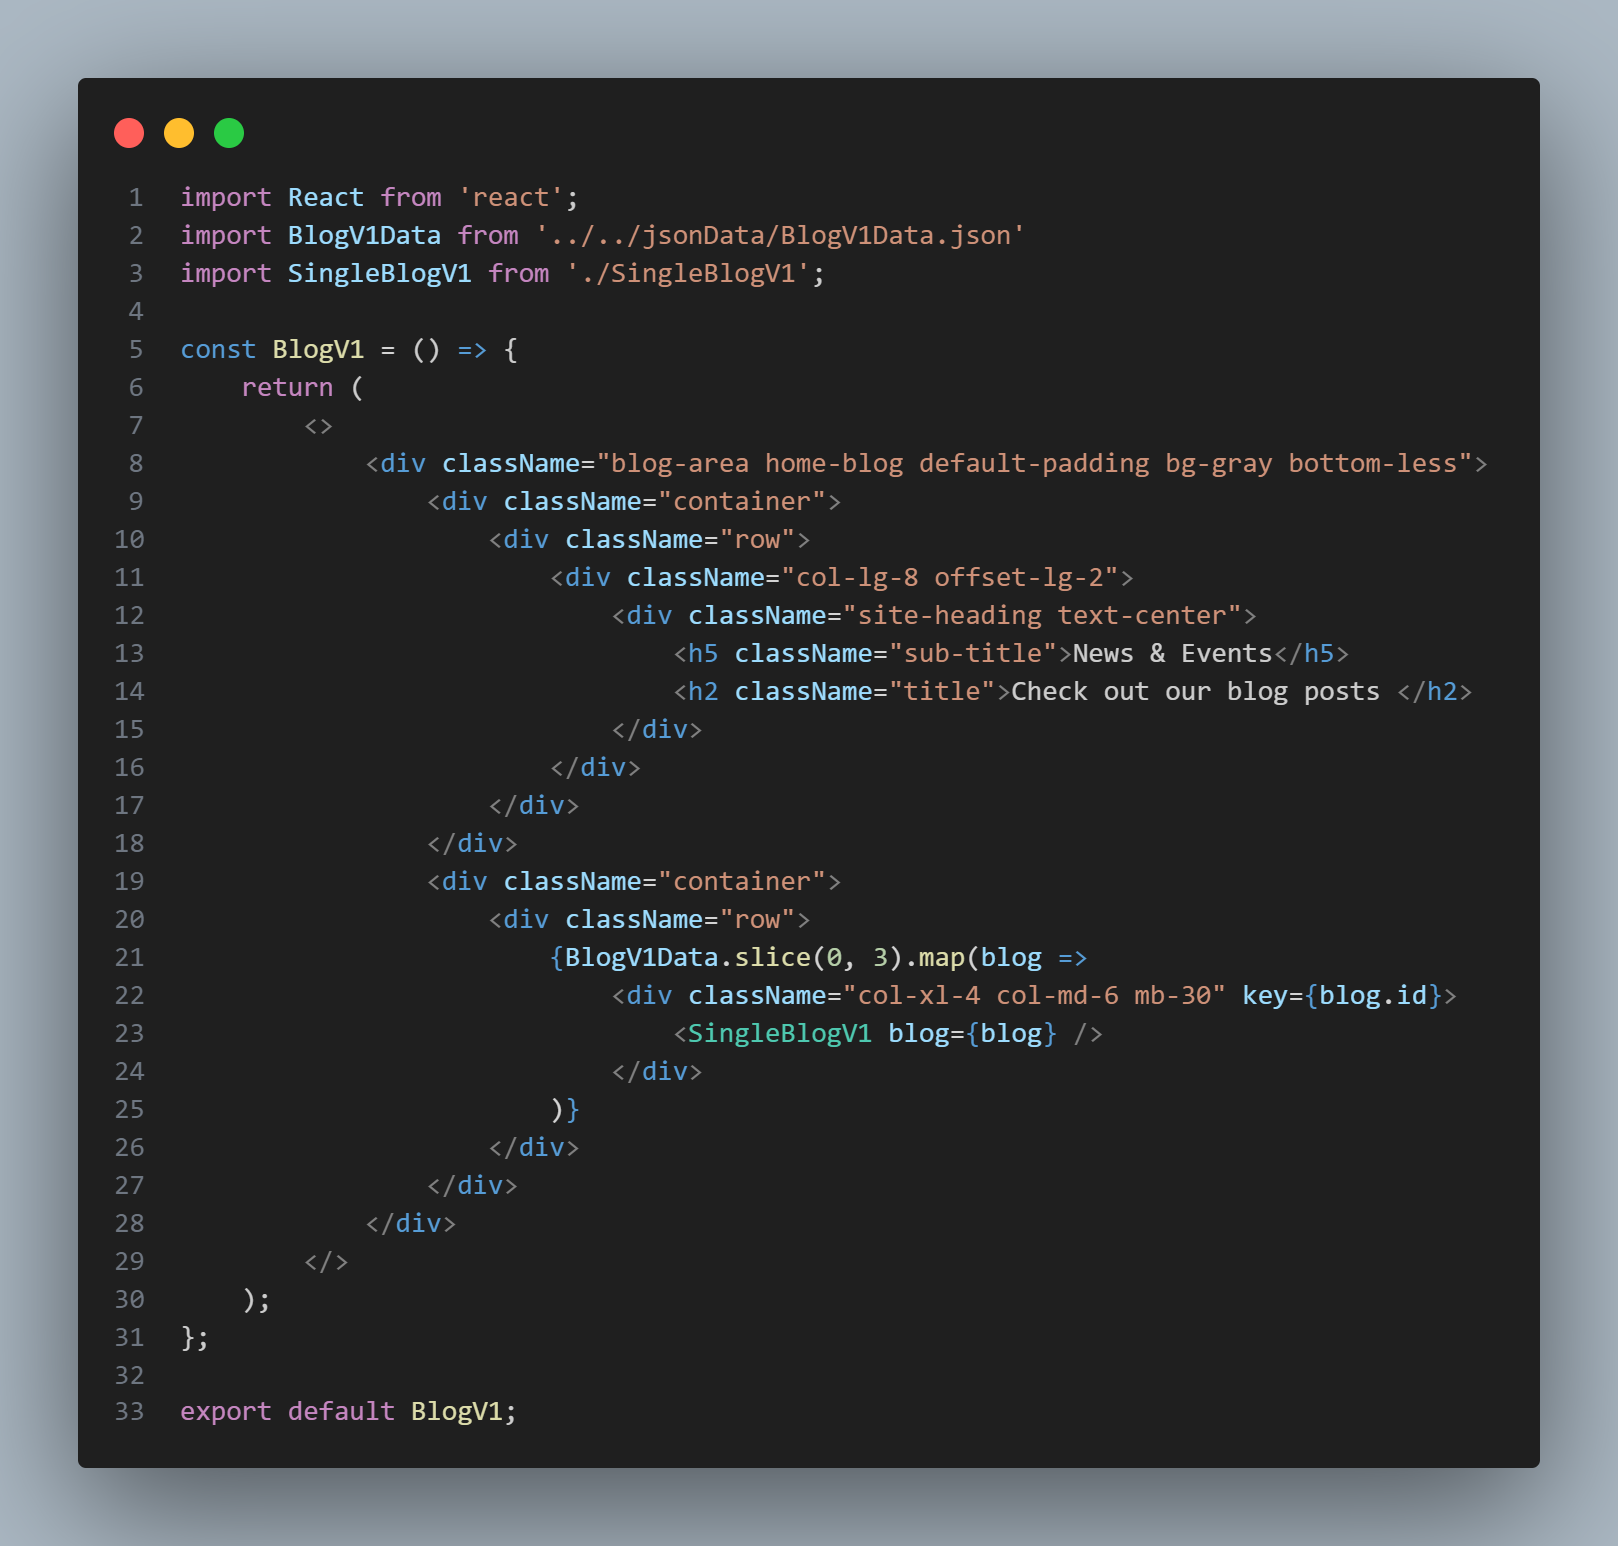 1 import React from 'react';
2 import BlogV1Data from '../../jsonData/BlogV1Data.json'
3 import SingleBlogV1 from './SingleBlogV1';
4
5 const BlogV1 = () => {
6     return (
7         <>
8             <div className="blog-area home-blog default-padding bg-gray bottom-less">
9                 <div className="container">
10                     <div className="row">
11                         <div className="col-lg-8 offset-lg-2">
12                             <div className="site-heading text-center">
13                                 <h5 className="sub-title">News & Events</h5>
14                                 <h2 className="title">Check out our blog posts </h2>
15                             </div>
16                         </div>
17                     </div>
18                 </div>
19                 <div className="container">
20                     <div className="row">
21                         {BlogV1Data.slice(0, 3).map(blog =>
22                             <div className="col-xl-4 col-md-6 mb-30" key={blog.id}>
23                                 <SingleBlogV1 blog={blog} />
24                             </div>
25                         )}
26                     </div>
27                 </div>
28             </div>
29         </>
30     );
31 };
32
33 export default BlogV1;